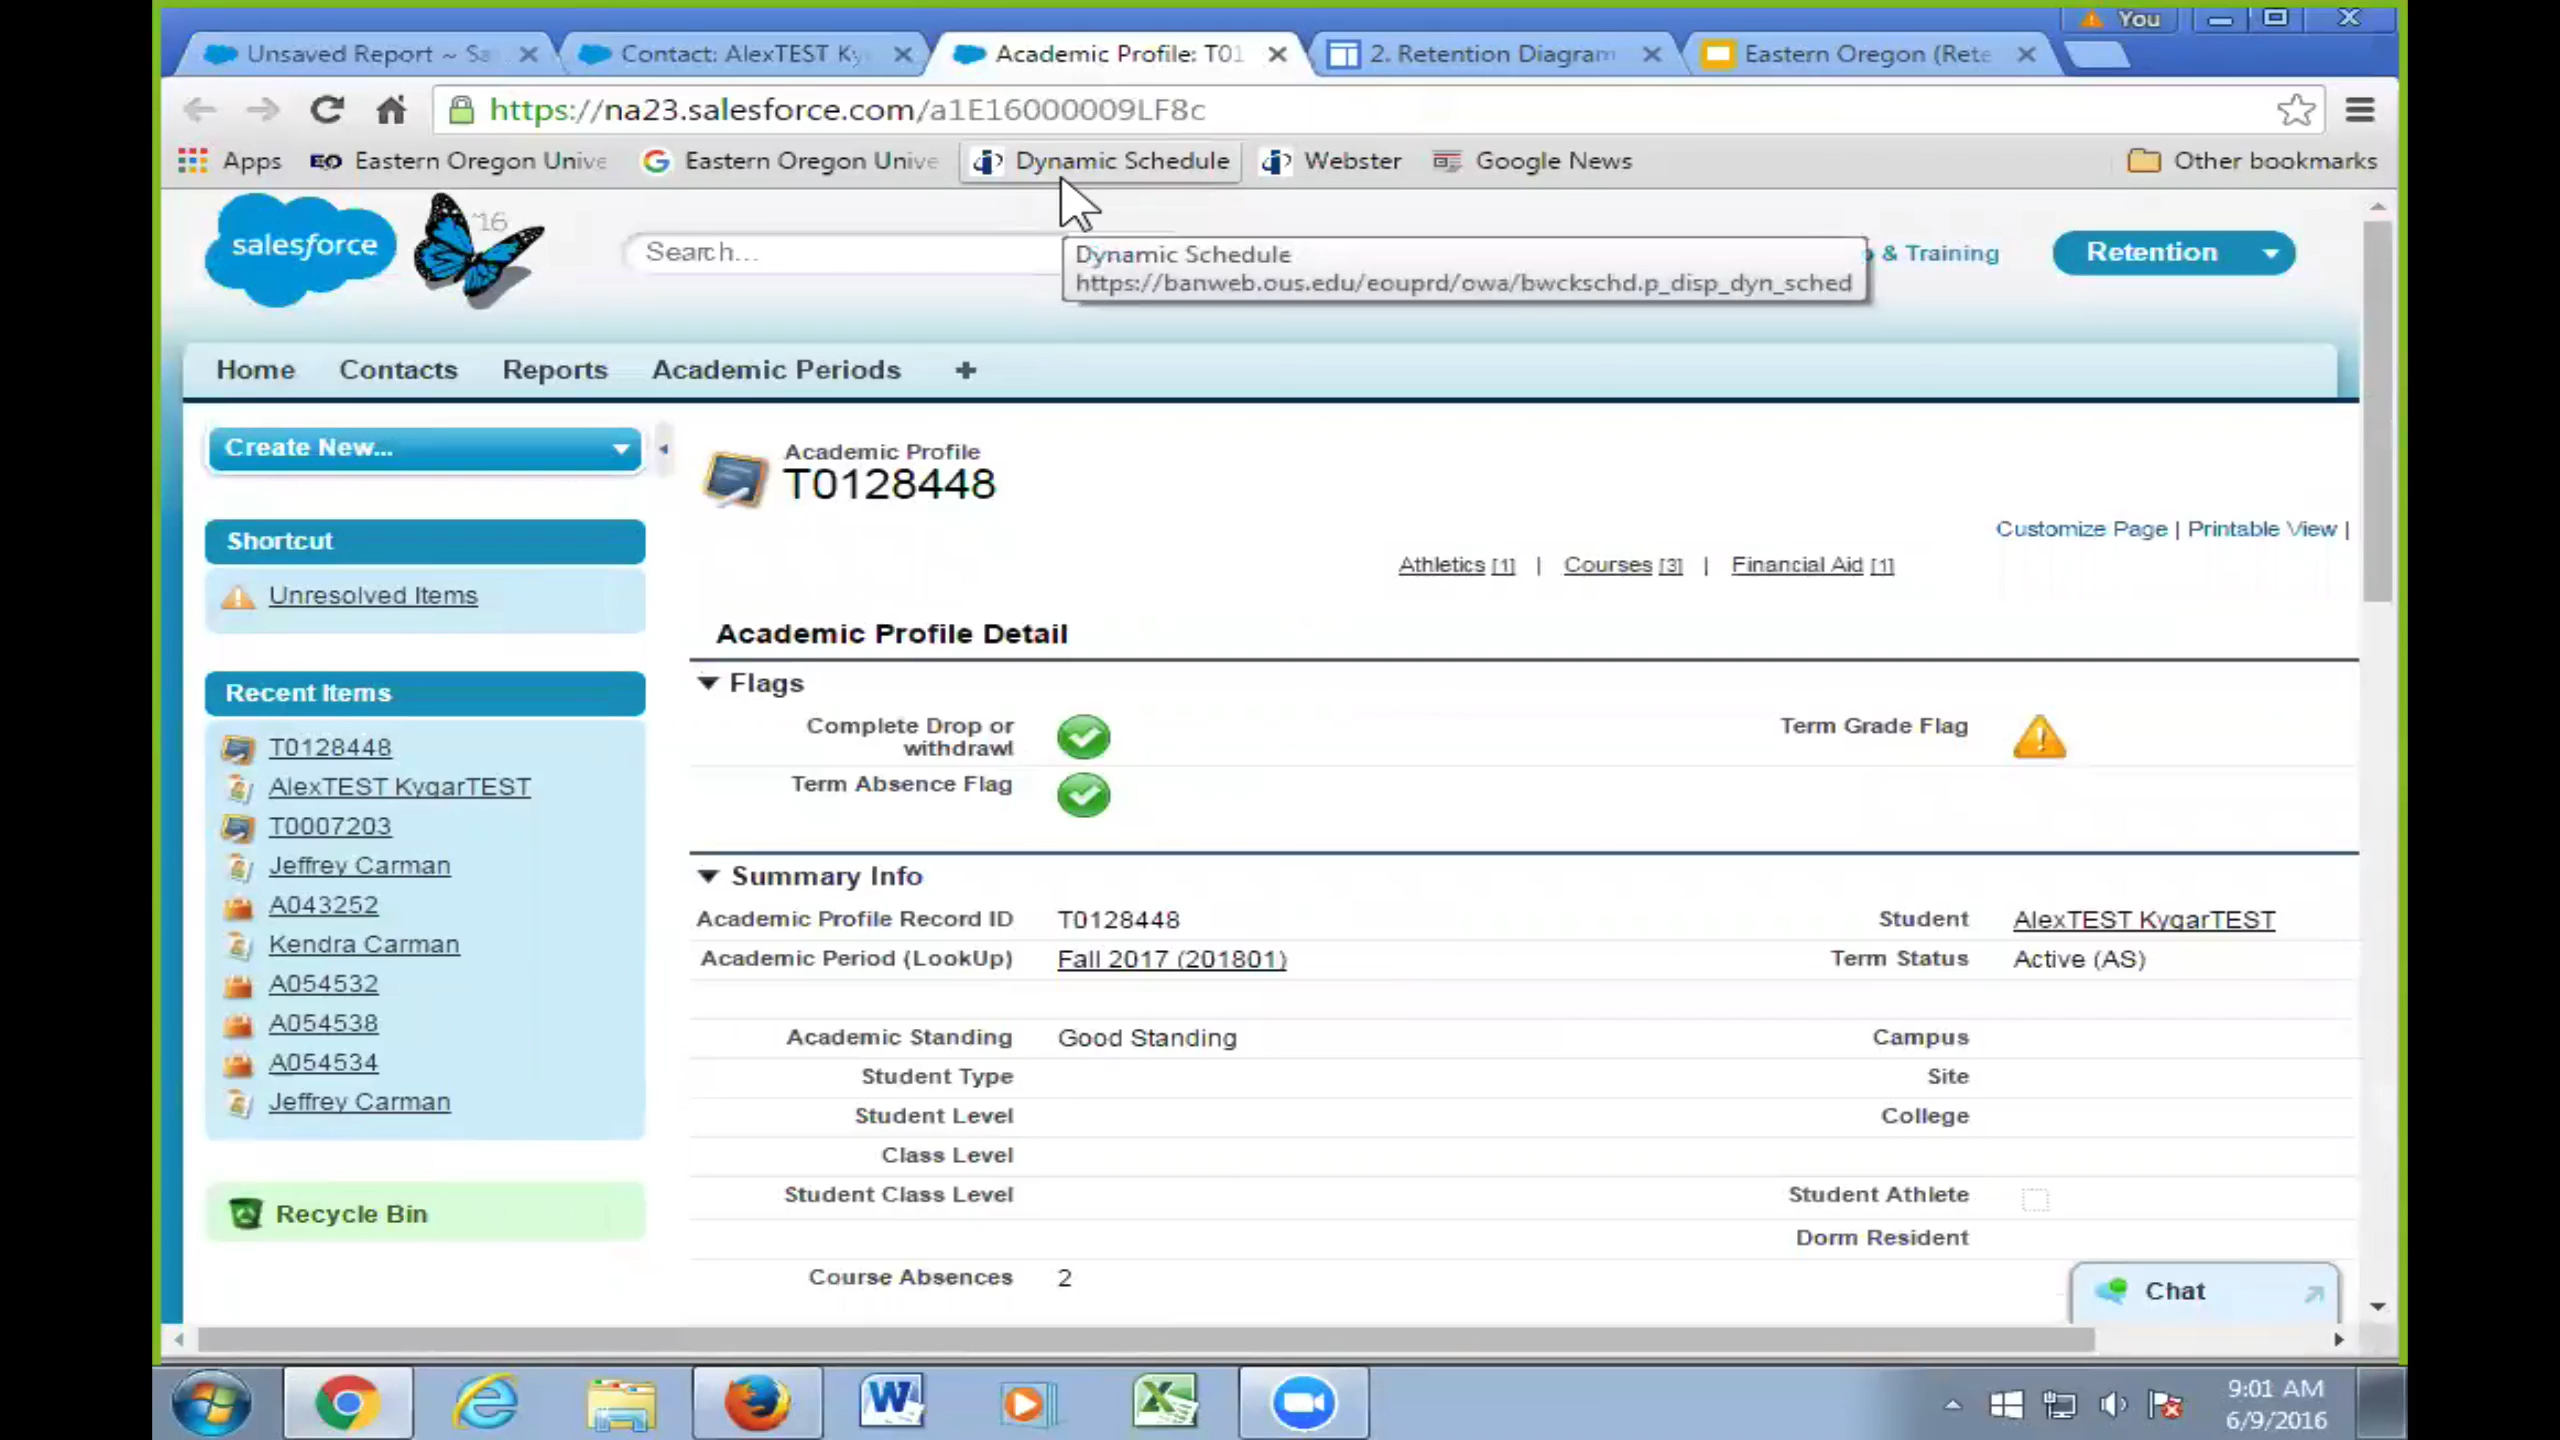 You
Unsaved Report ~ Sa
Contact: AlexTEST Ky
Academic Profile: T01
2. Retention Diagram
Eastern Oregon (Rete
https://na23.salesforce.com/a1E16000009LF8c
Apps
Eastern Oregon Unive
Eastern Oregon Unive
Dynamic Schedule
Webster
Google News
Other bookmarks
salesforce
'16
Search...
Dynamic Schedule
https://banweb.ous.edu/eouprd/owa/bwckschd.p_disp_dyn_sched
& Training
Retention
Home
Contacts
Reports
Academic Periods
+
Create New...
Shortcut
Unresolved Items
Recent Items
T0128448
AlexTEST KygarTEST
T0007203
Jeffrey Carman
A043252
Kendra Carman
A054532
A054538
A054534
Jeffrey Carman
Recycle Bin
Academic Profile
T0128448
Customize Page | Printable View |
Athletics [1] | Courses [3] | Financial Aid [1]
Academic Profile Detail
Flags
Complete Drop or
withdrawl
Term Grade Flag
Term Absence Flag
Summary Info
Academic Profile Record ID T0128448
Student AlexTEST KygarTEST
Academic Period (LookUp) Fall 2017 (201801)
Term Status Active (AS)
Academic Standing Good Standing
Campus
Student Type
Site
Student Level
College
Class Level
Student Class Level
Student Athlete
Dorm Resident
Course Absences 2
Chat
9:01 AM
6/9/2016